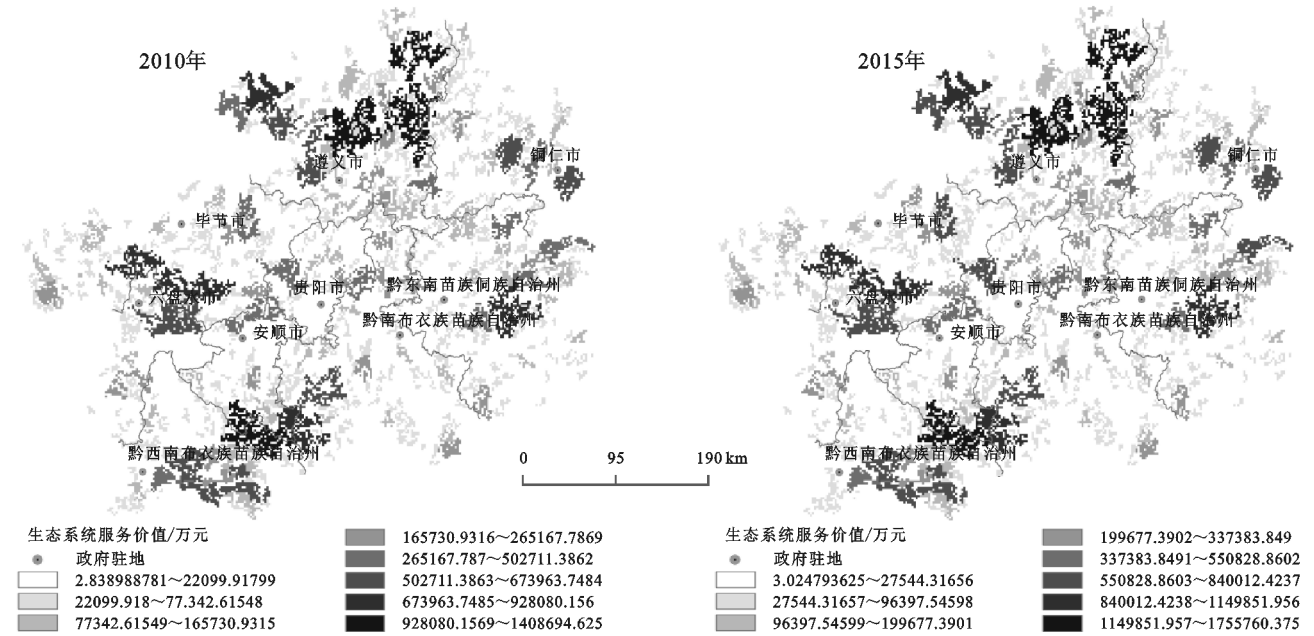 2010年
铜仁市
遵义市
毕节市
六盘水市
贵阳市
黔东南苗族侗族自治州
黔南布衣族苗族自治州
安顺市
黔西南布衣族苗族自治州
2015年
铜仁市
遵义市
毕节市
六盘水市
贵阳市
黔东南苗族侗族自治州
黔南布衣族苗族自治州
安顺市
黔西南布衣族苗族自治州
0 95 190 km
生态系统服务价值/万元
政府驻地
2.838988781～22099.91799
22099.918～77.342.61548
77342.61549～165730.9315
165730.9316～265167.7869
265167.787～502711.3862
502711.3863～673963.7484
673963.7485～928080.156
928080.1569～1408694.625
生态系统服务价值/万元
政府驻地
3.024793625～27544.31656
27544.31657～96397.54598
96397.54599～199677.3901
199677.3902～337383.849
337383.8491～550828.8602
550828.8603～840012.4237
840012.4238～1149851.956
1149851.957～1755760.375